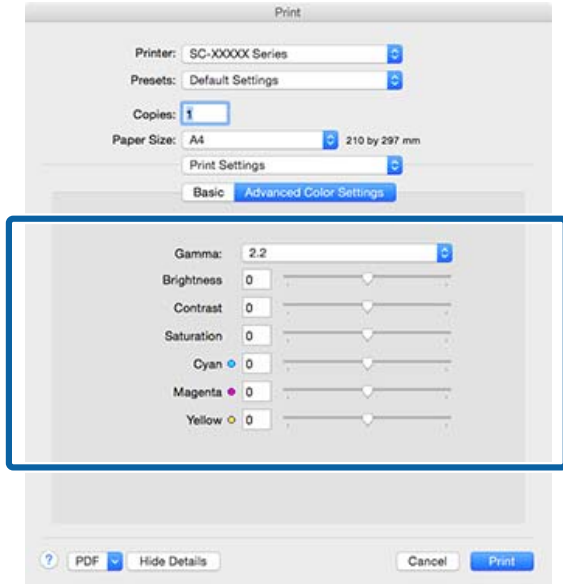 Print
Printer: SC-XXXXX Series
Presets: Default Settings
Copies: 1
Paper Size: A4 210 by 297 mm
Print Settings
Basic Advanced Color Settings
Gamma: 2.2
Brightness 0
Contrast 0
Saturation 0
Cyan 0
Magenta 0
Yellow 0
? PDF Hide Details Cancel Print